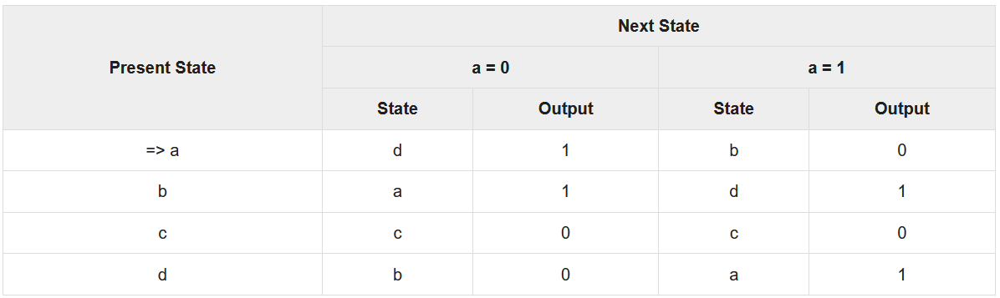 Present State Next State
a = 0 a = 1
State Output State Output
=> a d 1 b 0
b a 1 d 1
c c 0 c 0
d b 0 a 1